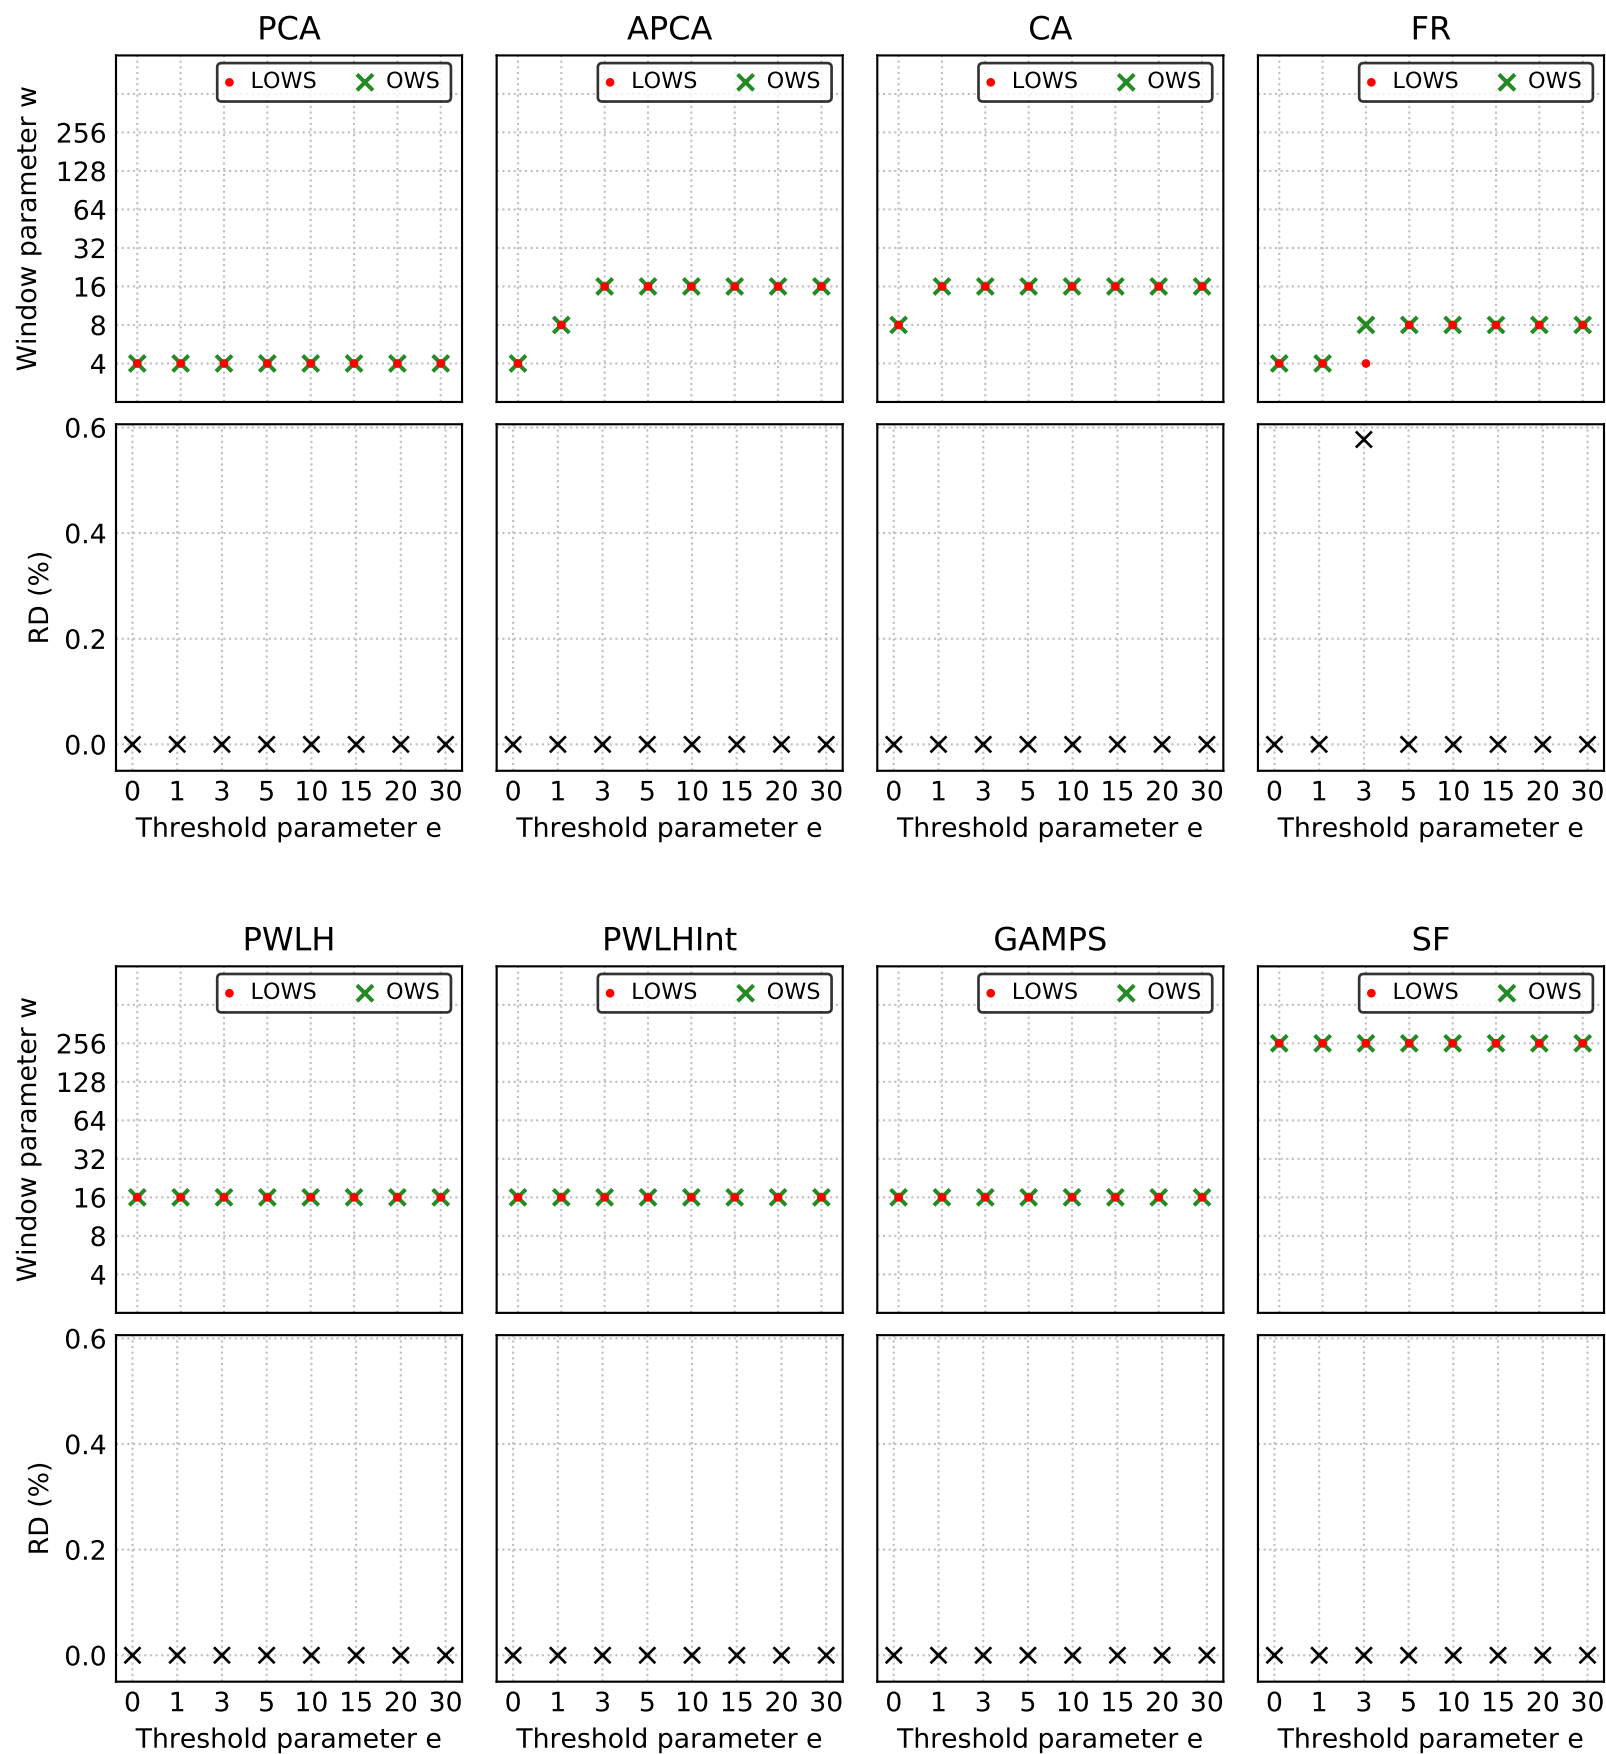 PCA APCA CA FR
LOWS OWS LOWS OWS LOWS OWS LOWS OWS
Window parameter w
256
128
64
32
16
8
4
RD (%)
0.6
0.4
0.2
0.0
0 1 3 5 10 15 20 30 0 1 3 5 10 15 20 30 0 1 3 5 10 15 20 30 0 1 3 5 10 15 20 30
Threshold parameter e Threshold parameter e Threshold parameter e Threshold parameter e
PWLH PWLHInt GAMPS SF
LOWS OWS LOWS OWS LOWS OWS LOWS OWS
Window parameter w
256
128
64
32
16
8
4
RD (%)
0.6
0.4
0.2
0.0
0 1 3 5 10 15 20 30 0 1 3 5 10 15 20 30 0 1 3 5 10 15 20 30 0 1 3 5 10 15 20 30
Threshold parameter e Threshold parameter e Threshold parameter e Threshold parameter e